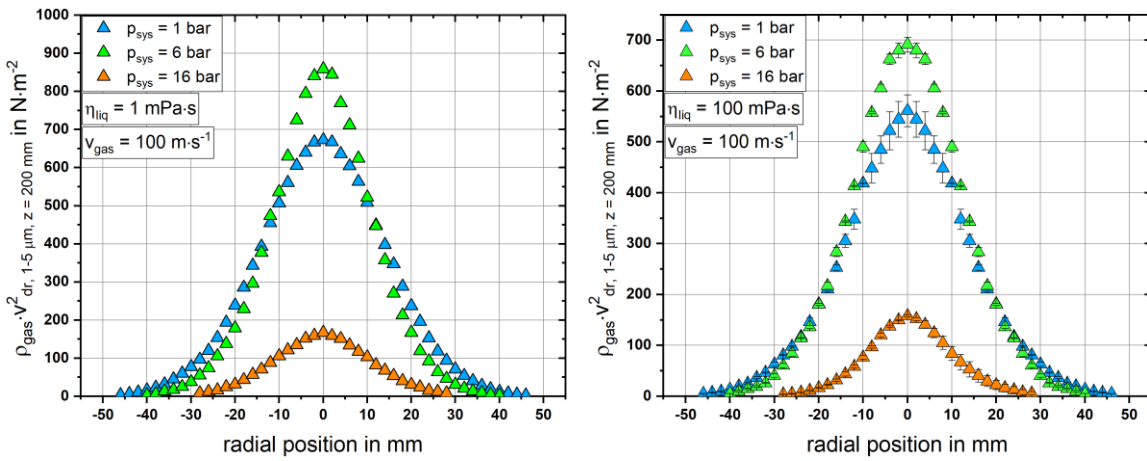 ρgas·v²dr, 1-5 µm, z = 200 mm in N·m⁻²
1000
900
800
700
600
500
400
300
200
100
0
psys = 1 bar
psys = 6 bar
psys = 16 bar
ηliq = 1 mPa·s
vgas = 100 m·s⁻¹
-50 -40 -30 -20 -10 0 10 20 30 40 50
radial position in mm
ρgas·v²dr, 1-5 µm, z = 200 mm in N·m⁻²
700
600
500
400
300
200
100
0
psys = 1 bar
psys = 6 bar
psys = 16 bar
ηliq = 100 mPa·s
vgas = 100 m·s⁻¹
-50 -40 -30 -20 -10 0 10 20 30 40 50
radial position in mm